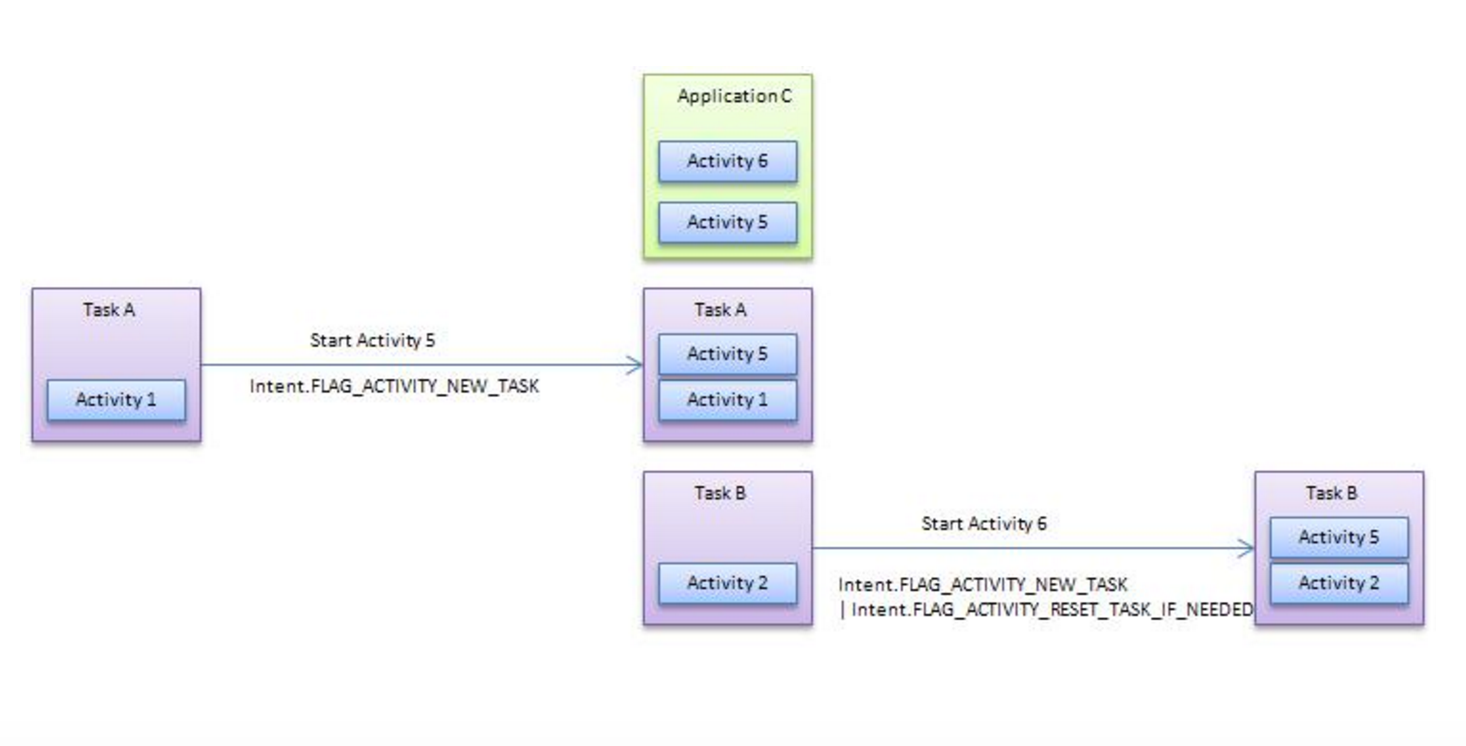 Application C
Activity 6
Activity 5
Task A
Activity 1
Start Activity 5
Intent.FLAG_ACTIVITY_NEW_TASK
Task A
Activity 5
Activity 1
Task B
Activity 2
Start Activity 6
Intent.FLAG_ACTIVITY_NEW_TASK
| Intent.FLAG_ACTIVITY_RESET_TASK_IF_NEEDED
Task B
Activity 5
Activity 2